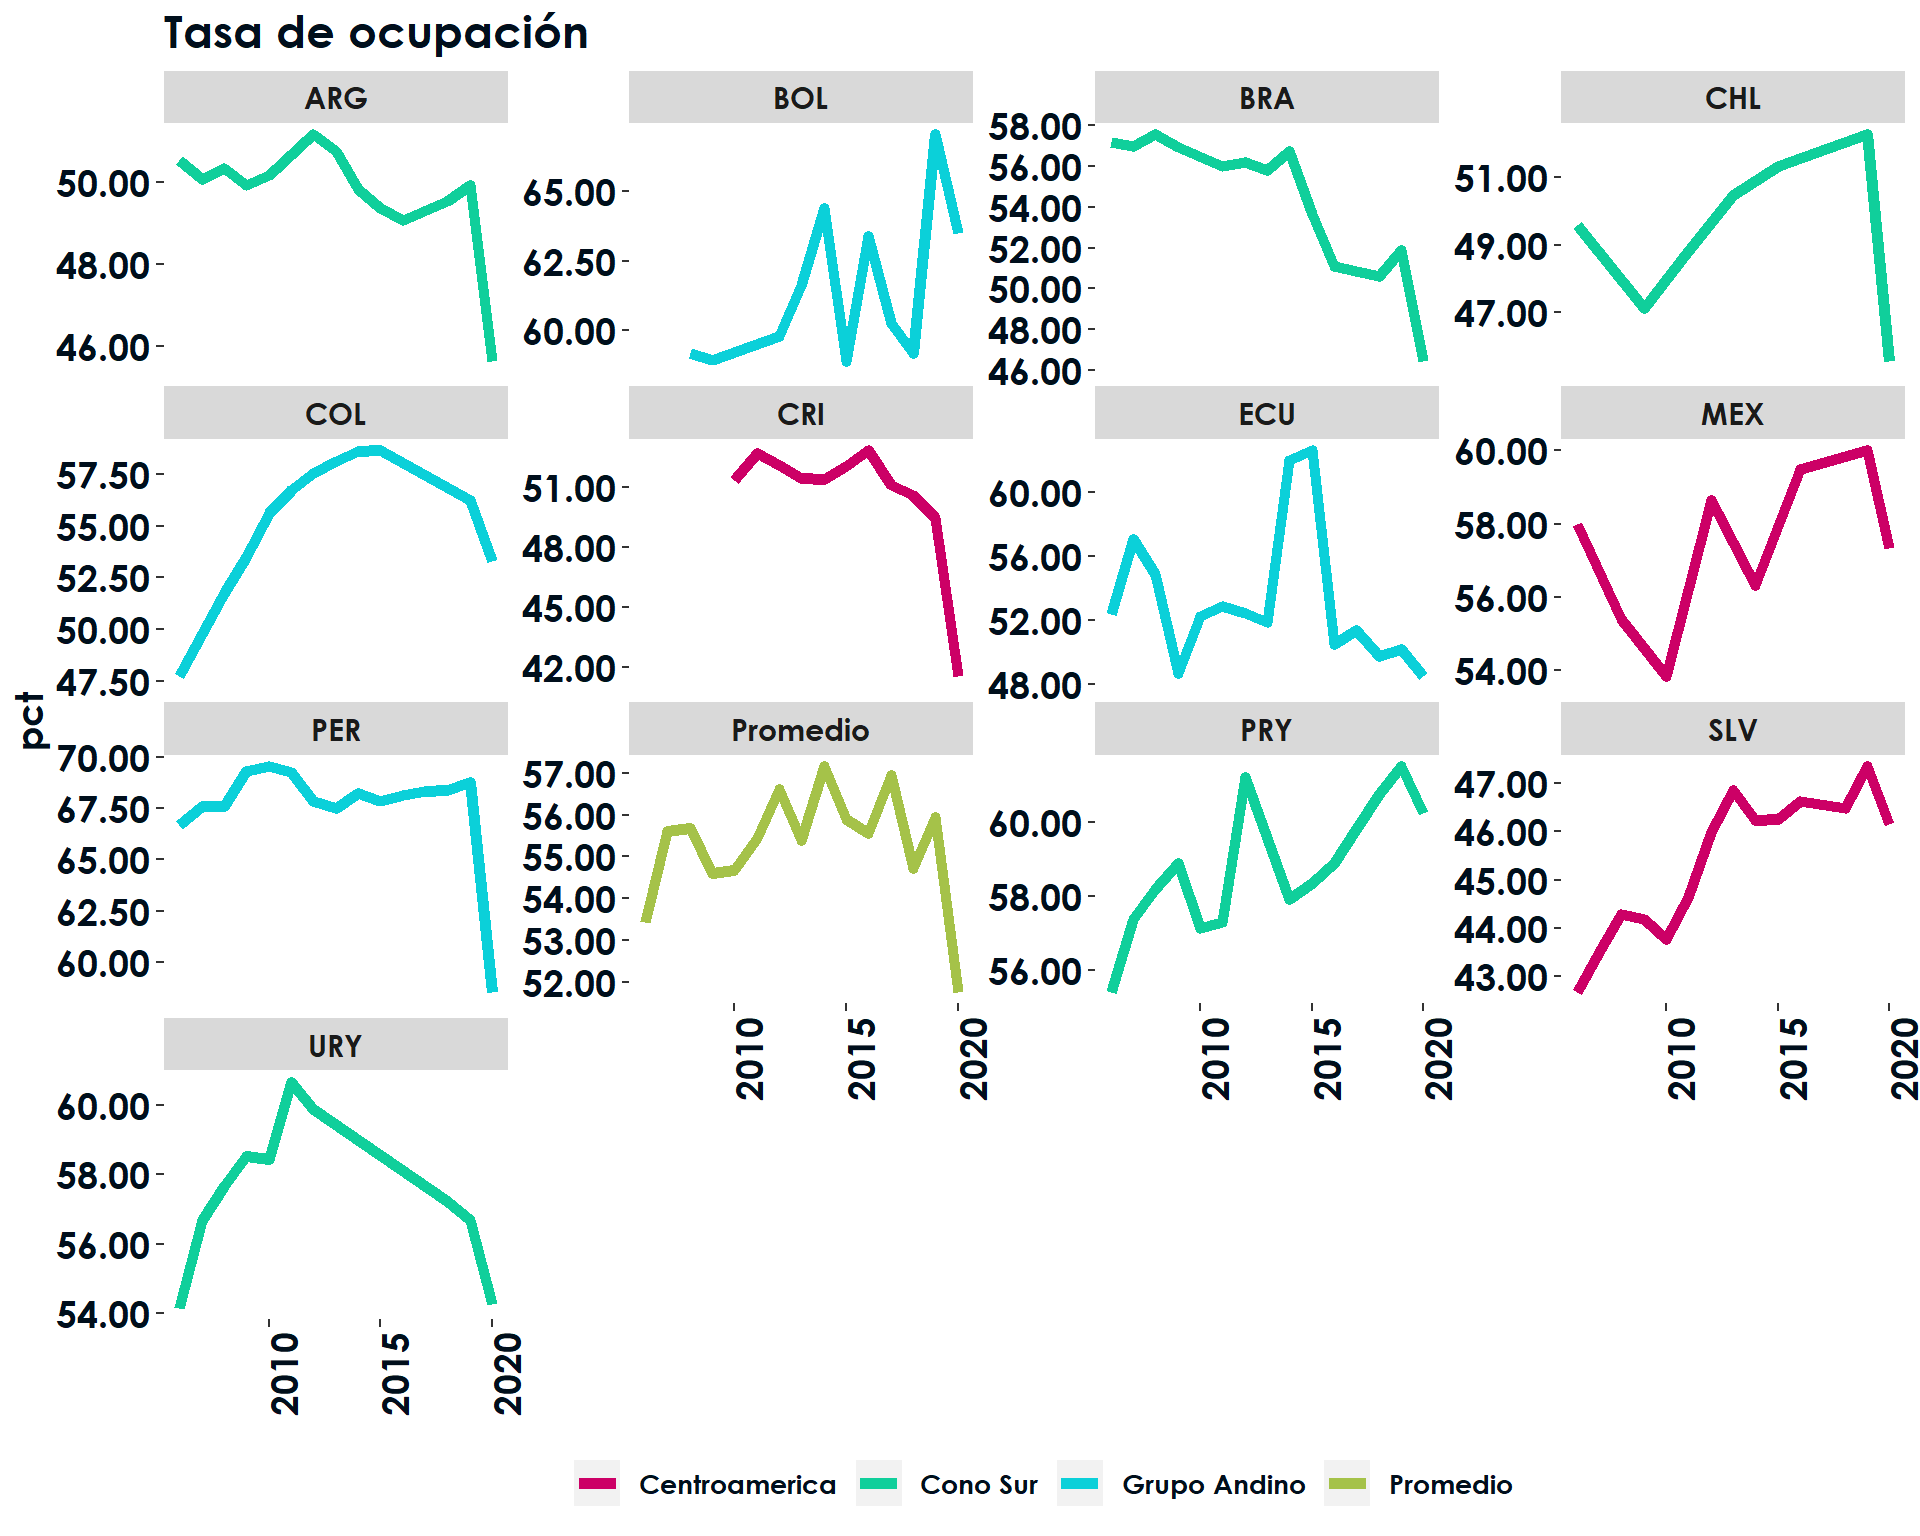 Tasa de ocupación
ARG
BOL
BRA
CHL
50.00
48.00
46.00
65.00
62.50
60.00
58.00
56.00
54.00
52.00
50.00
48.00
46.00
51.00
49.00
47.00
COL
CRI
ECU
MEX
57.50
55.00
52.50
50.00
47.50
51.00
48.00
45.00
42.00
60.00
56.00
52.00
48.00
60.00
58.00
56.00
54.00
pct
PER
Promedio
PRY
SLV
70.00
67.50
65.00
62.50
60.00
57.00
56.00
55.00
54.00
53.00
52.00
60.00
58.00
56.00
47.00
46.00
45.00
44.00
43.00
2010 2015 2020
2010 2015 2020
2010 2015 2020
URY
60.00
58.00
56.00
54.00
2010 2015 2020
Centroamerica Cono Sur Grupo Andino Promedio